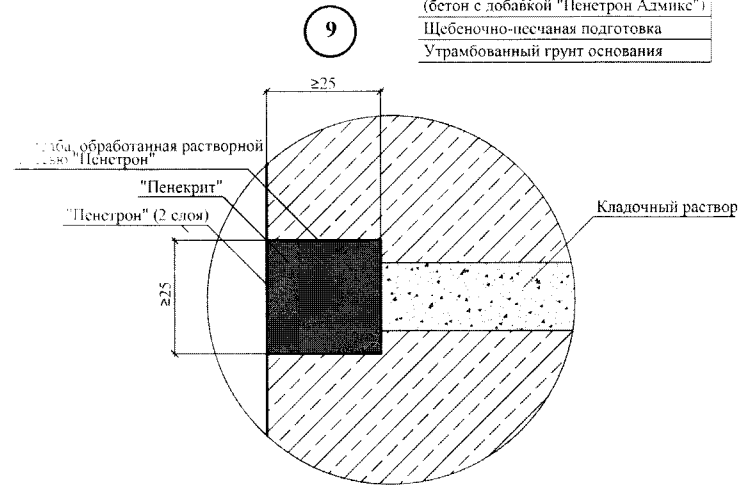 (бетон с добавкой "Пенетрон Адмикс")
9
Щебеночно-песчаная подготовка
Утрамбованный грунт основания
≥25
обработанная растворной
"Пенетрон"
"Пенекрит"
"Пенетрон" (2 слоя)
Кладочный раствор
≥25